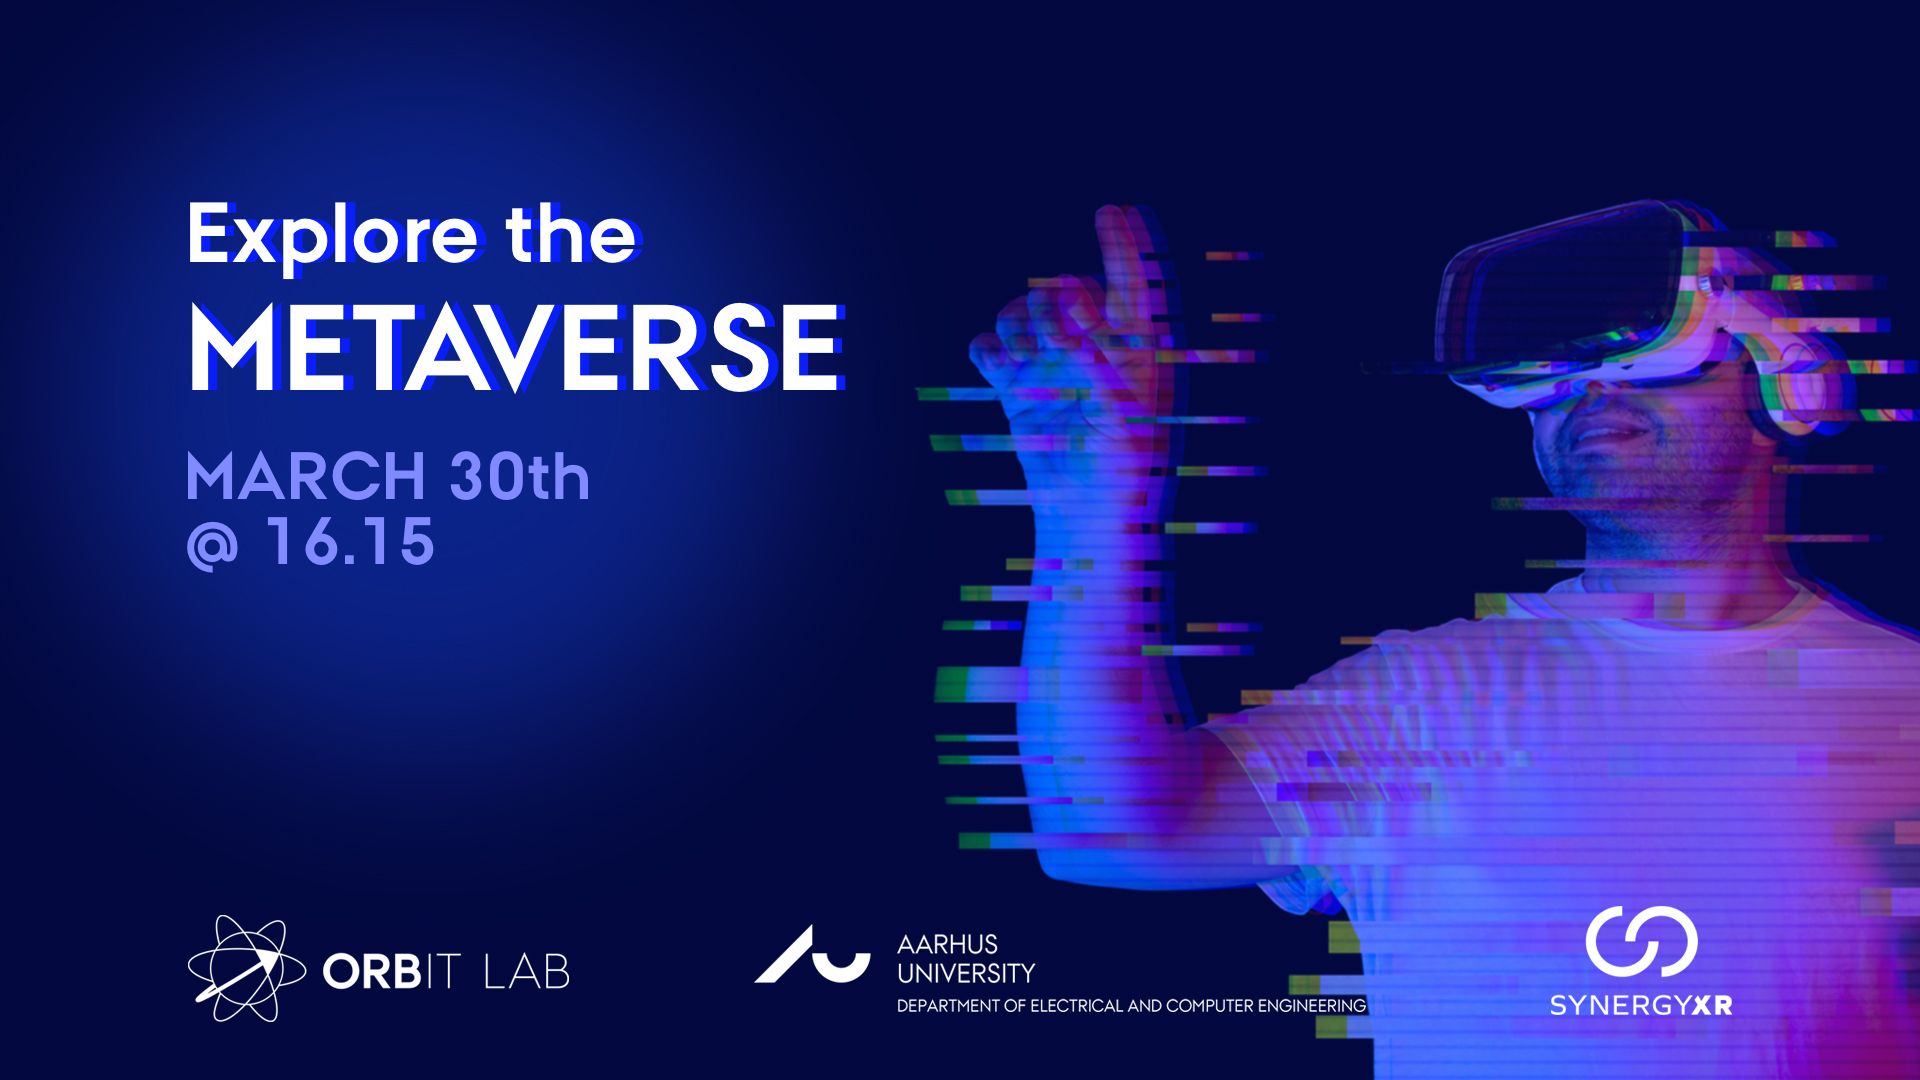 Explore the
METAVERSE
MARCH 30th
@ 16.15
ORBIT LAB
AARHUS
UNIVERSITY
DEPARTMENT OF ELECTRICAL AND COMPUTER ENGINEERING
SYNERGYXR